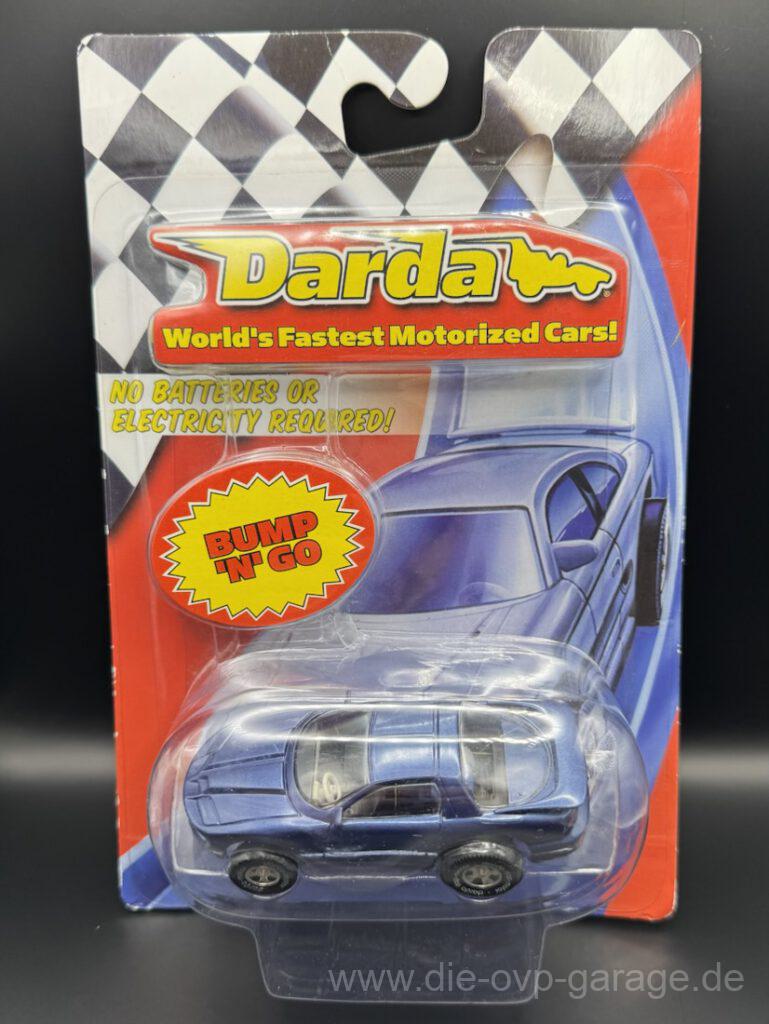 Darda®
World's Fastest Motorized Cars!
NO BATTERIES OR
ELECTRICITY REQUIRED!
BUMP
'N' GO
www.die-ovp-garage.de